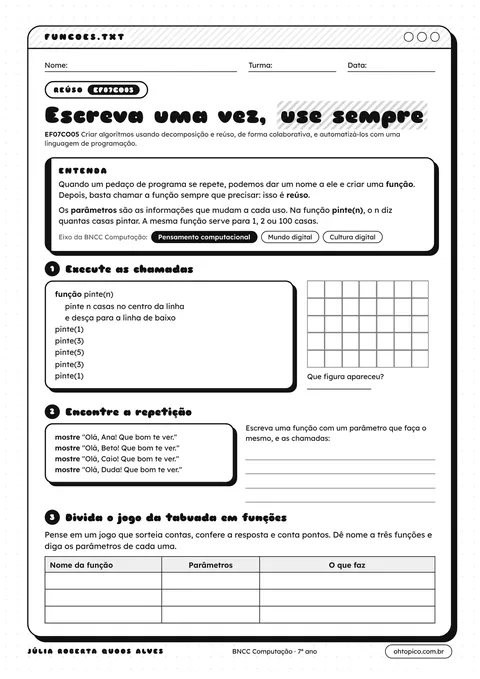 FUNCOES.TXT
Nome:
Turma:
Data:
REÚSO EF07CO05
Escreva uma vez, use sempre
EF07CO05 Criar algoritmos usando decomposição e reúso, de forma colaborativa, e automatizá-los com uma
linguagem de programação.
ENTENDA
Quando um pedaço de programa se repete, podemos dar um nome a ele e criar uma função.
Depois, basta chamar a função sempre que precisar: isso é reúso.
Os parâmetros são as informações que mudam a cada uso. Na função pinte(n), o n diz
quantas casas pintar. A mesma função serve para 1, 2 ou 100 casas.
Eixo da BNCC Computação: Pensamento computacional Mundo digital Cultura digital
1 Execute as chamadas
função pinte(n)
pinte n casas no centro da linha
e desça para a linha de baixo
pinte(1)
pinte(3)
pinte(5)
pinte(3)
pinte(1)
Que figura apareceu?
2 Encontre a repetição
mostre "Olá, Ana! Que bom te ver."
mostre "Olá, Beto! Que bom te ver."
mostre "Olá, Caio! Que bom te ver."
mostre "Olá, Duda! Que bom te ver."
Escreva uma função com um parâmetro que faça o
mesmo, e as chamadas:
3 Divida o jogo da tabuada em funções
Pense em um jogo que sorteia contas, confere a resposta e conta pontos. Dê nome a três funções e
diga os parâmetros de cada uma.
Nome da função Parâmetros O que faz
JÚLIA ROBERTA QUOOS ALVES
BNCC Computação · 7º ano
ohtopico.com.br